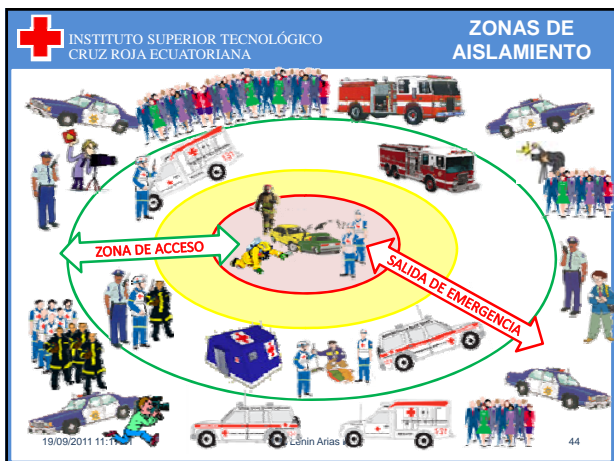 INSTITUTO SUPERIOR TECNOLÓGICO
CRUZ ROJA ECUATORIANA
ZONAS DE
AISLAMIENTO
ZONA DE ACCESO
SALIDA DE EMERGENCIA
19/09/2011 11:1
Lenin Arias
44